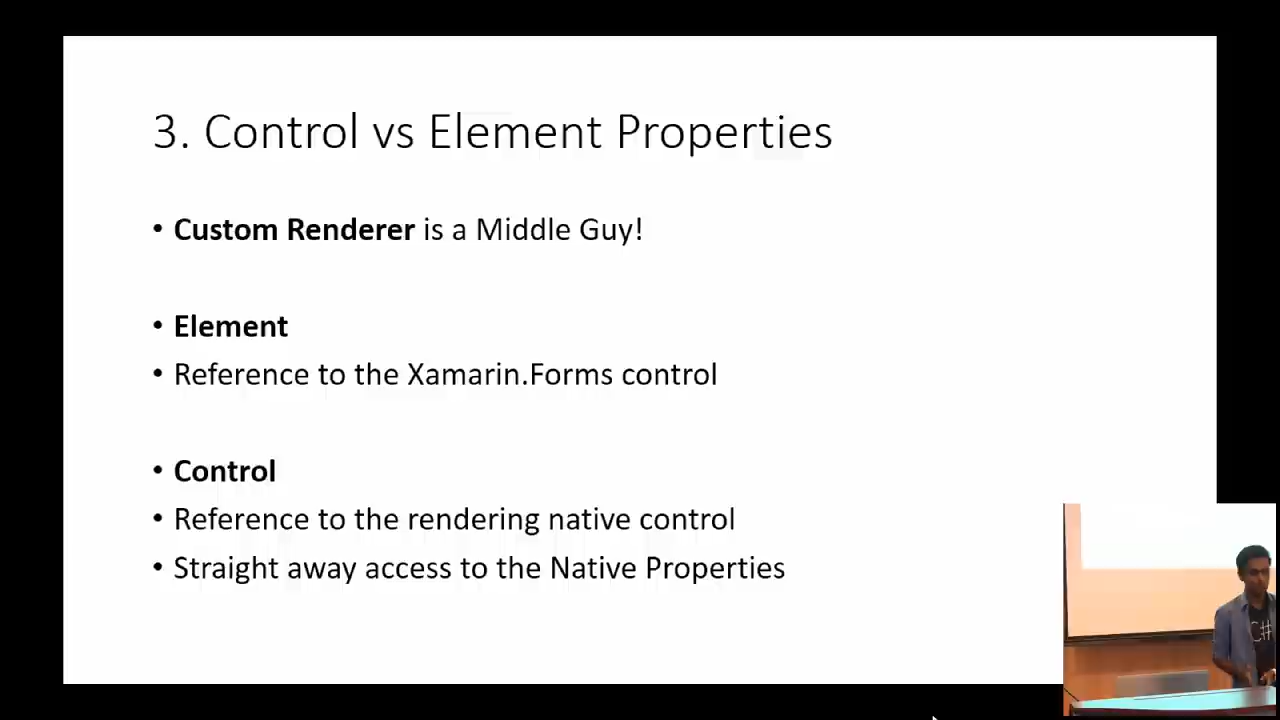 3. Control vs Element Properties
• Custom Renderer is a Middle Guy!
• Element
• Reference to the Xamarin.Forms control
• Control
• Reference to the rendering native control
• Straight away access to the Native Properties
C#